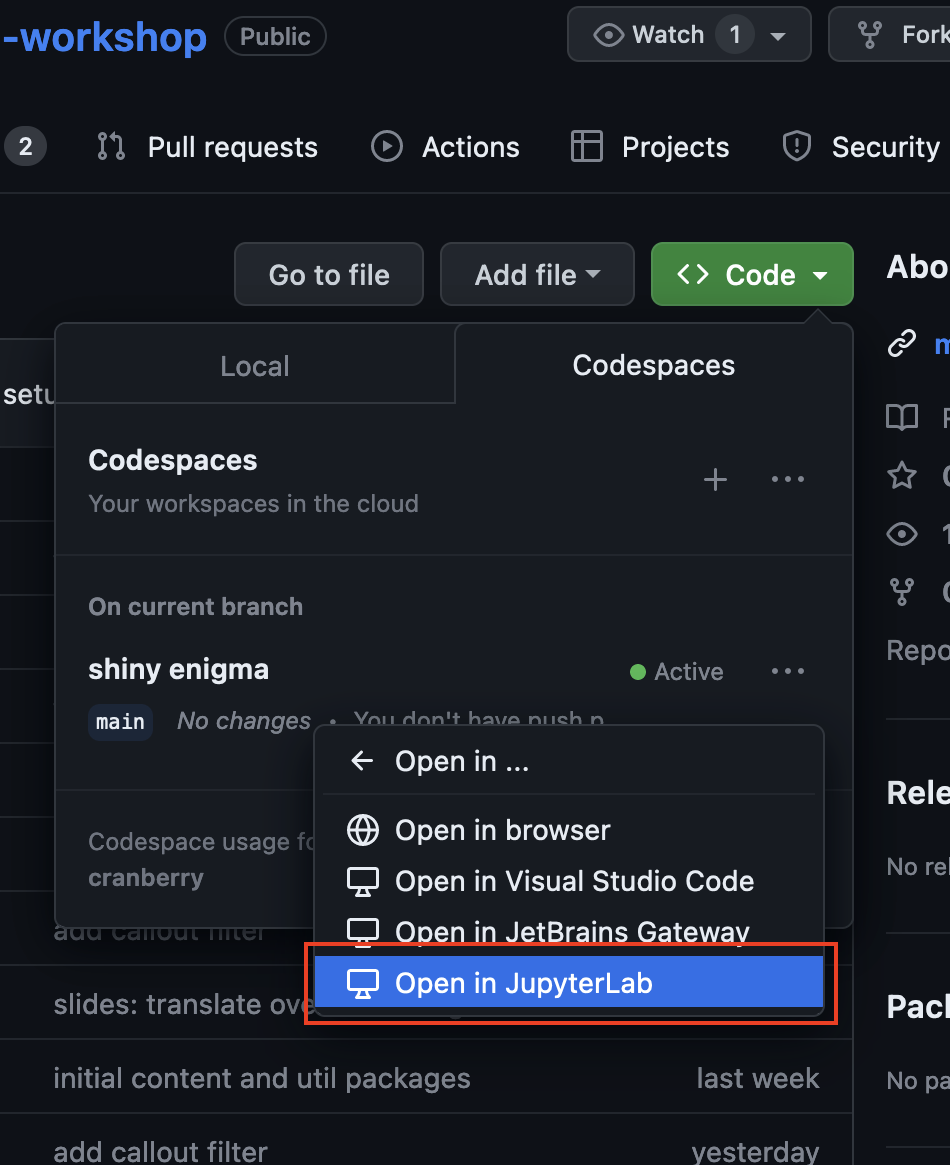 -workshop Public Watch 1 Fork
2 Pull requests Actions Projects Security
Go to file Add file Code
Local Codespaces
Codespaces
Your workspaces in the cloud
On current branch
shiny enigma Active
main No changes • You don't have push p
Open in ...
Open in browser
Open in Visual Studio Code
Open in JetBrains Gateway
Open in JupyterLab
Codespace usage fo
cranberry
setu
add callout filter
slides: translate ove
initial content and util packages last week
add callout filter yesterday
Abo
Repo
Rele
No rel
Pack
No pa